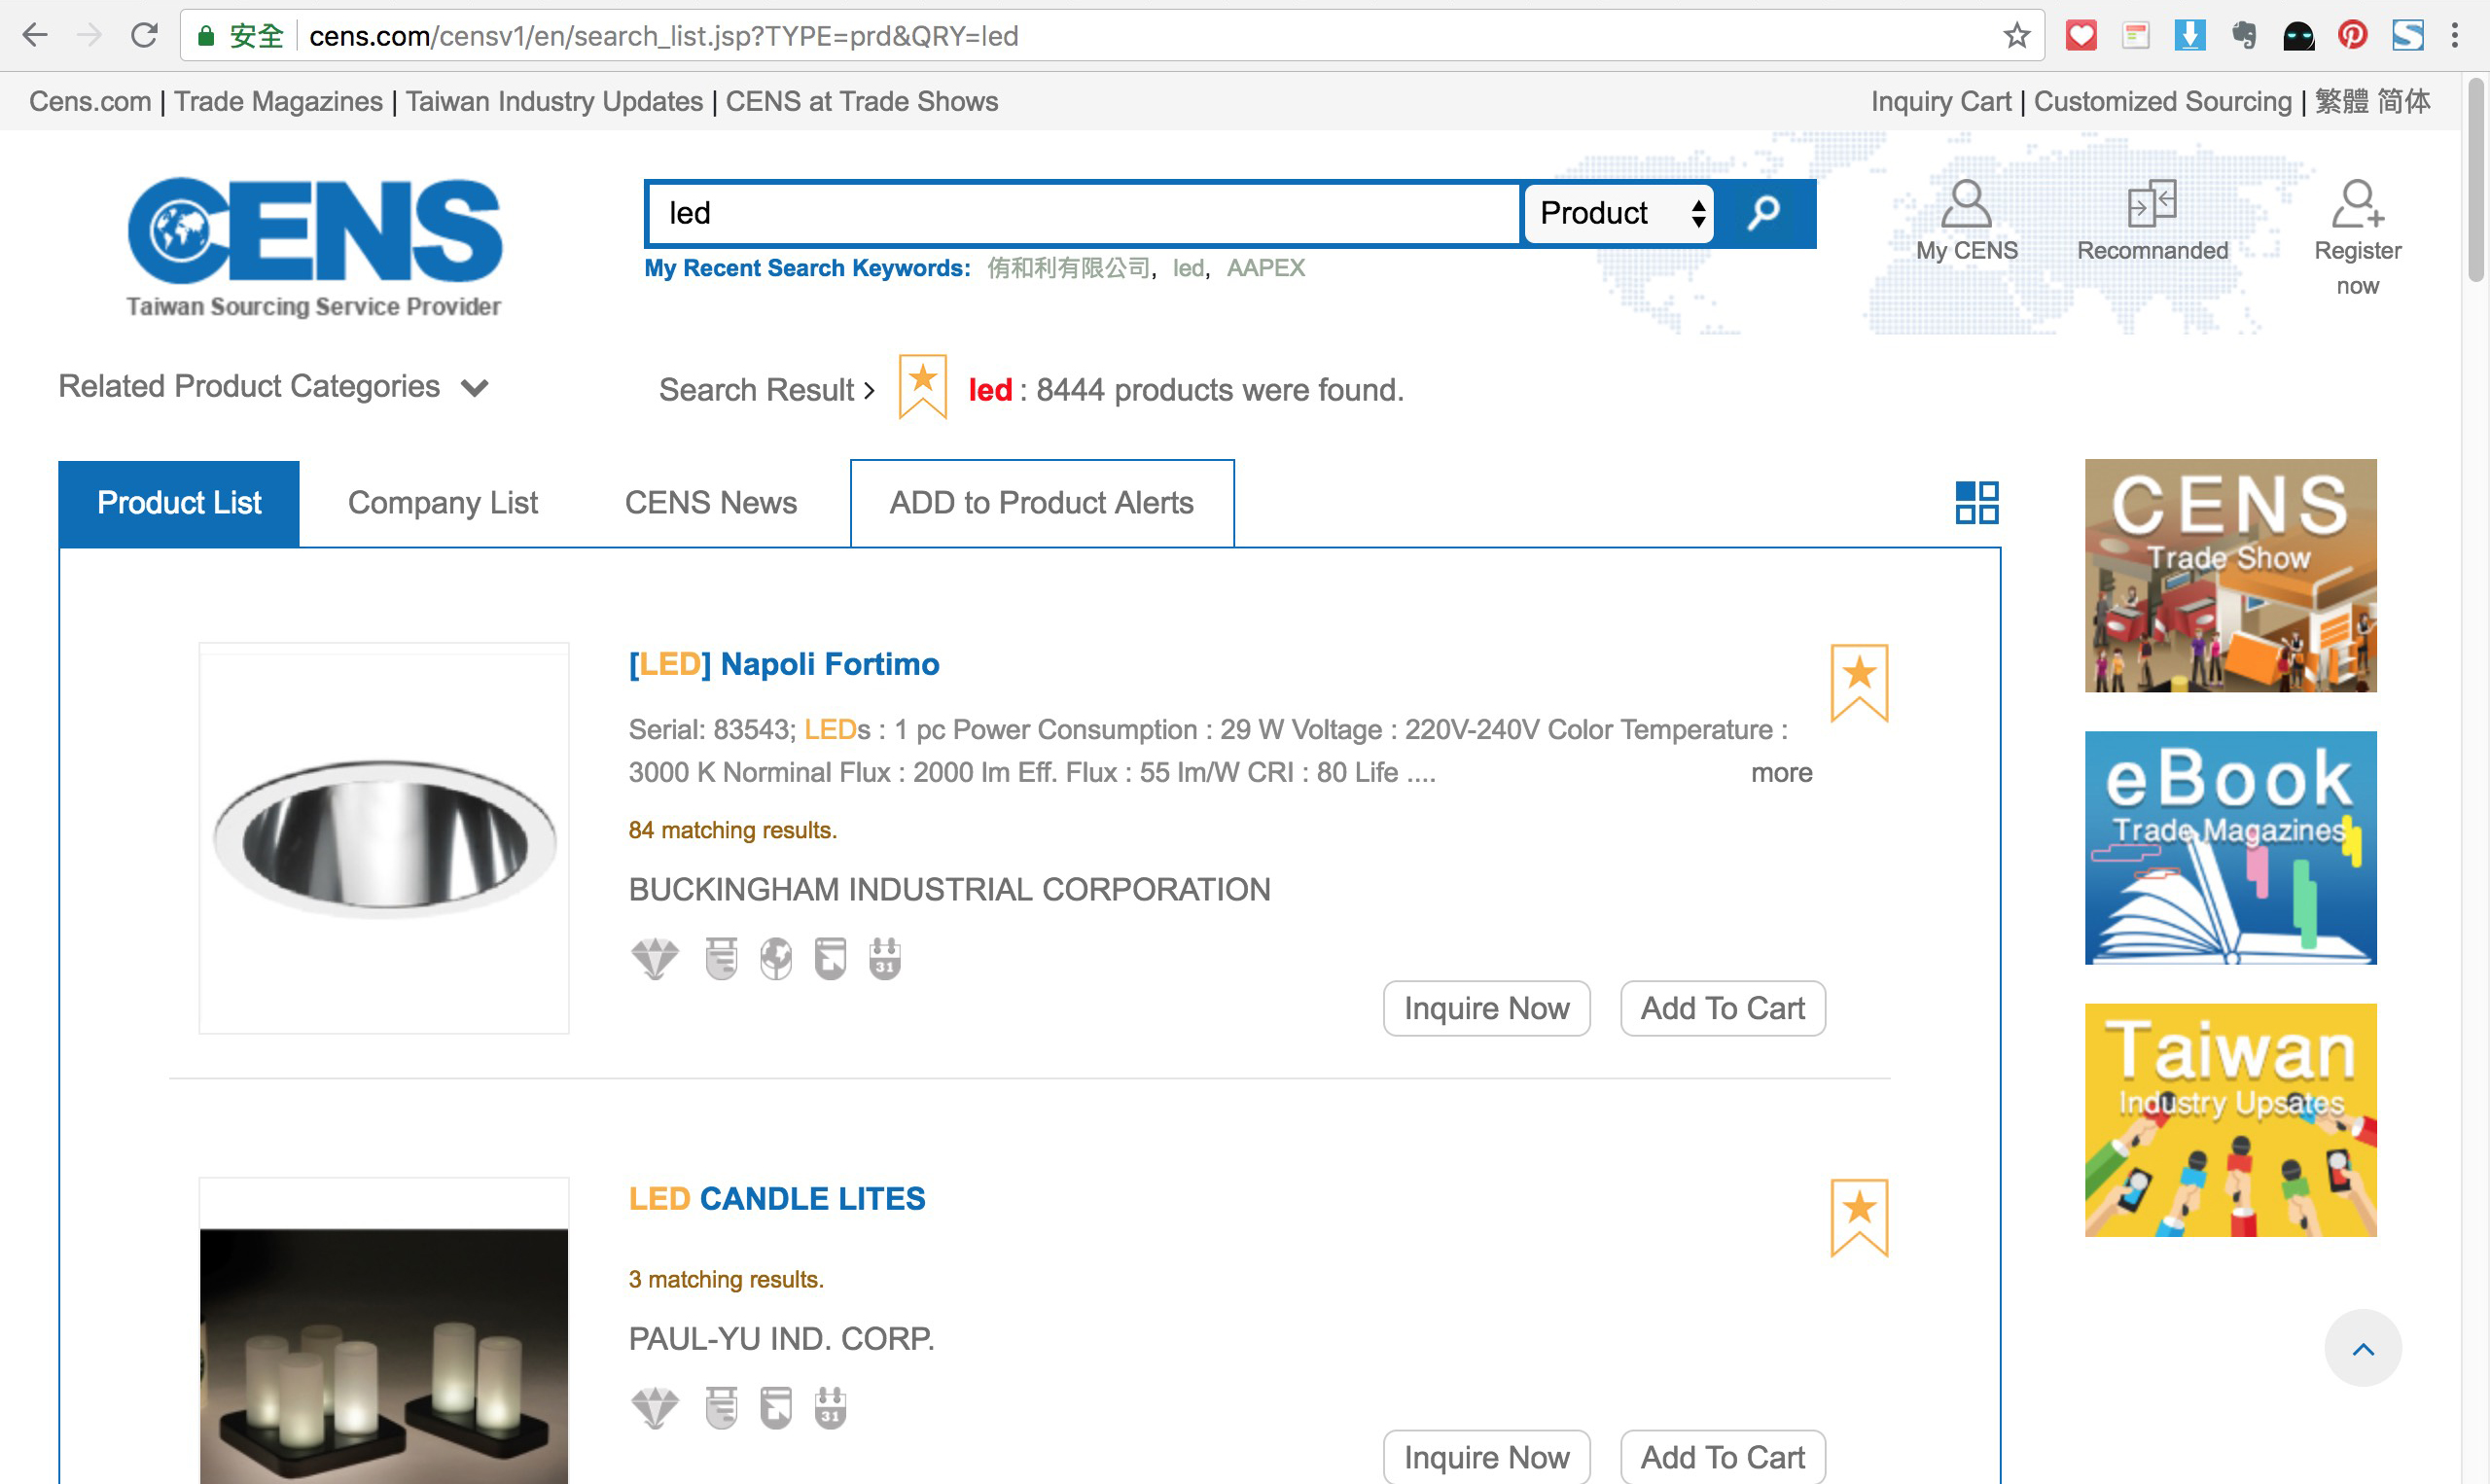 安全 cens.com/censv1/en/search_list.jsp?TYPE=prd&QRY=led
Cens.com | Trade Magazines | Taiwan Industry Updates | CENS at Trade Shows
Inquiry Cart | Customized Sourcing | 繁體 简体
CENS
Taiwan Sourcing Service Provider
led
Product
My Recent Search Keywords: 侑和利有限公司, led, AAPEX
My CENS
Recomnanded
Register
now
Related Product Categories
Search Result > led : 8444 products were found.
Product List
Company List
CENS News
ADD to Product Alerts
[LED] Napoli Fortimo
Serial: 83543; LEDs : 1 pc Power Consumption : 29 W Voltage : 220V-240V Color Temperature :
3000 K Norminal Flux : 2000 lm Eff. Flux : 55 lm/W CRI : 80 Life ....
more
84 matching results.
BUCKINGHAM INDUSTRIAL CORPORATION
31
Inquire Now
Add To Cart
LED CANDLE LITES
3 matching results.
PAUL-YU IND. CORP.
31
Inquire Now
Add To Cart
CENS
Trade Show
eBook
Trade Magazines
Taiwan
Industry Upsates